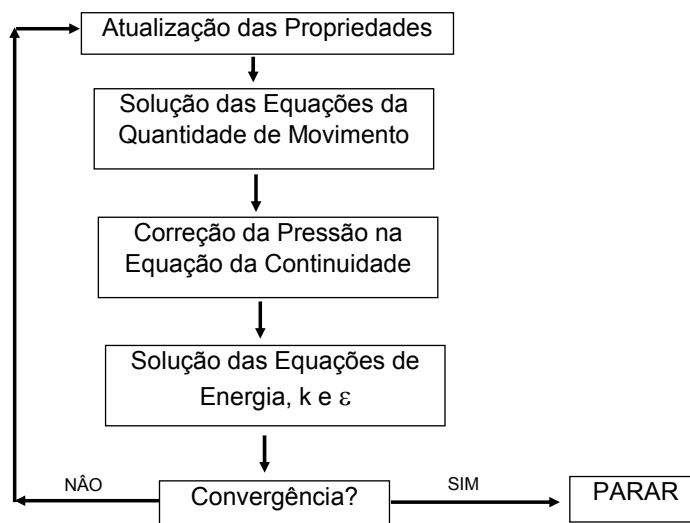 Atualização das Propriedades
Solução das Equações da
Quantidade de Movimento
Correção da Pressão na
Equação da Continuidade
Solução das Equações de
Energia, k e ε
NÂO
Convergência?
SIM
PARAR